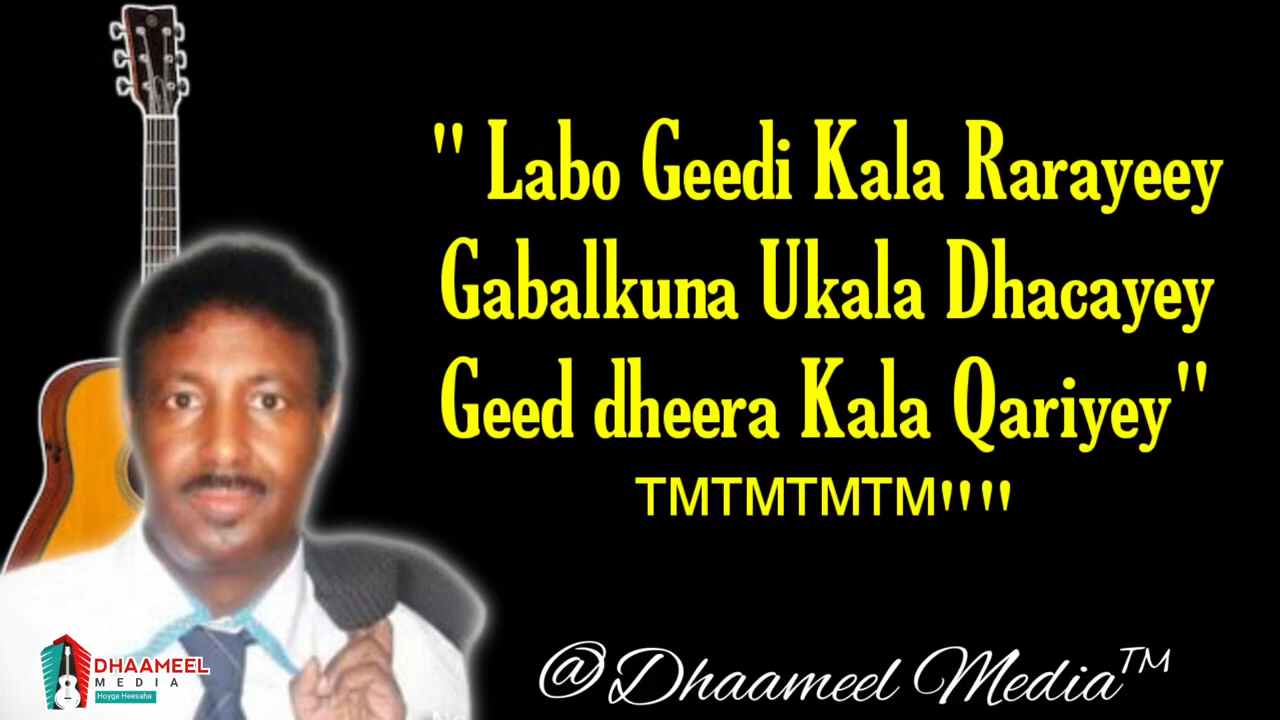 " Labo Geedi Kala Rarayeey
Gabalkuna Ukala Dhacayey
Geed dheera Kala Qariyey"
TMTMTMTM''''
@Dhaameel Media™
DHAAMEEL
MEDIA
Hoyga Heesaha